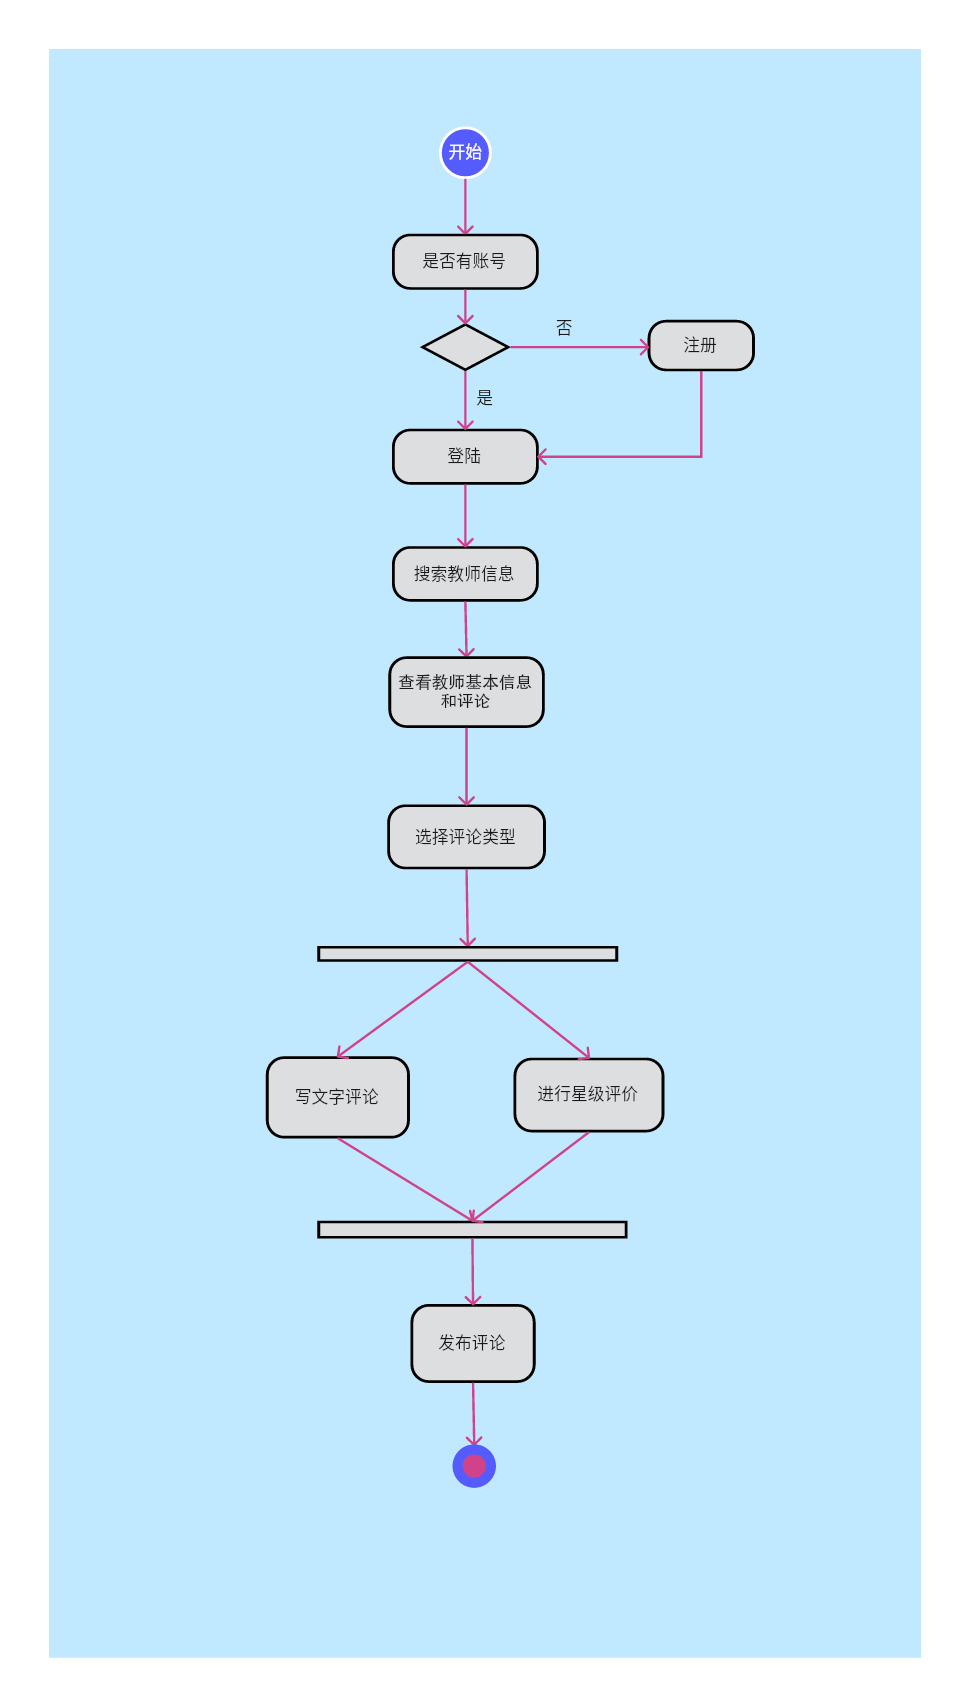 开始
是否有账号
否
注册
是
登陆
搜索教师信息
查看教师基本信息
和评论
选择评论类型
写文字评论
进行星级评价
发布评论